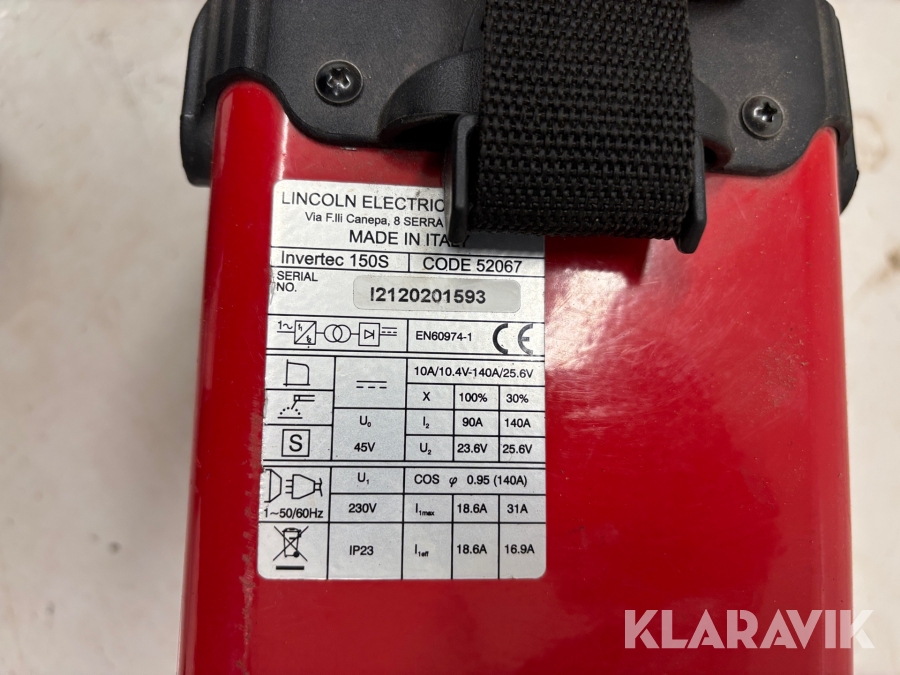 LINCOLN ELECTRIC
Via F.lli Canepa, 8 SERRA
MADE IN ITALY
Invertec 150S CODE 52067
SERIAL
NO.
I2120201593
1~ EN60974-1 CE
10A/10.4V-140A/25.6V
X 100% 30%
U₀ I₂ 90A 140A
S 45V U₂ 23.6V 25.6V
U₁ COS φ 0.95 (140A)
1~50/60Hz 230V I1max 18.6A 31A
IP23 I1eff 18.6A 16.9A
KLARAVIK